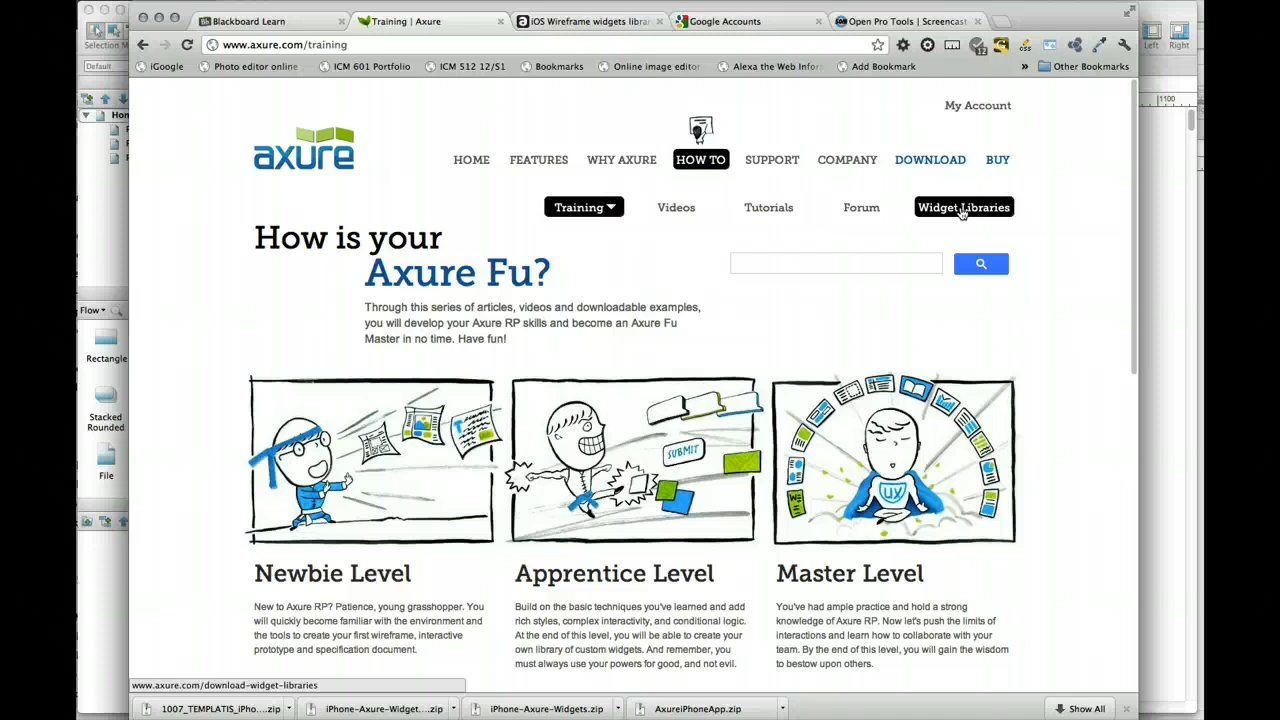 Blackboard Learn
Training | Axure
iOS Wireframe widgets librar
Google Accounts
Open Pro Tools | Screencast
www.axure.com/training
iGoogle
Photo editor online
ICM 601 Portfolio
ICM 512 12/S1
Bookmarks
Online image editor
Alexa the Web Infor
Add Bookmark
»
Other Bookmarks
Selection M
Left
Right
Default
1100
Hom
My Account
axure
HOME
FEATURES
WHY AXURE
HOW TO
SUPPORT
COMPANY
DOWNLOAD
BUY
Training
Videos
Tutorials
Forum
Widget Libraries
How is your
Axure Fu?
Through this series of articles, videos and downloadable examples,
you will develop your Axure RP skills and become an Axure Fu
Master in no time. Have fun!
Flow
Rectangle
Stacked
Rounded
File
SUBMIT
UX
Newbie Level
New to Axure RP? Patience, young grasshopper. You
will quickly become familiar with the environment and
the tools to create your first wireframe, interactive
prototype and specification document.
Apprentice Level
Build on the basic techniques you've learned and add
rich styles, complex interactivity, and conditional logic.
At the end of this level, you will be able to create your
own library of custom widgets. And remember, you
must always use your powers for good, and not evil.
Master Level
You've had ample practice and hold a strong
knowledge of Axure RP. Now let's push the limits of
interactions and learn how to collaborate with your
team. By the end of this level, you will gain the wisdom
to bestow upon others.
www.axure.com/download-widget-libraries
1007_TEMPLATIS_iPho....zip
iPhone-Axure-Widget....zip
iPhone-Axure-Widgets.zip
AxureiPhoneApp.zip
Show All